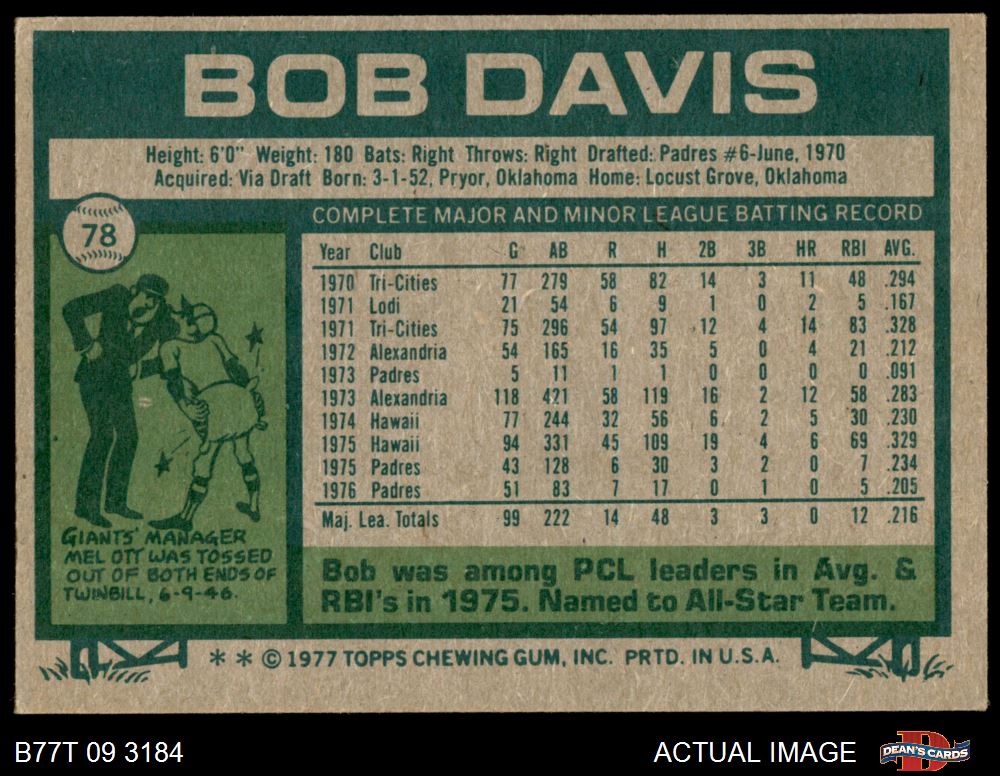 BOB DAVIS
Height: 6'0" Weight: 180 Bats: Right Throws: Right Drafted: Padres #6-June, 1970
Acquired: Via Draft Born: 3-1-52, Pryor, Oklahoma Home: Locust Grove, Oklahoma
78
COMPLETE MAJOR AND MINOR LEAGUE BATTING RECORD
Year Club G AB R H 2B 3B HR RBI AVG.
1970 Tri-Cities 77 279 58 82 14 3 11 48 .294
1971 Lodi 21 54 6 9 1 0 2 5 .167
1971 Tri-Cities 75 296 54 97 12 4 14 83 .328
1972 Alexandria 54 165 16 35 5 0 4 21 .212
1973 Padres 5 11 1 1 0 0 0 0 .091
1973 Alexandria 118 421 58 119 16 2 12 58 .283
1974 Hawaii 77 244 32 56 6 2 5 30 .230
1975 Hawaii 94 331 45 109 19 4 6 69 .329
1975 Padres 43 128 6 30 3 2 0 7 .234
1976 Padres 51 83 7 17 0 1 0 5 .205
Maj. Lea. Totals 99 222 14 48 3 3 0 12 .216
GIANTS' MANAGER
MEL OTT WAS TOSSED
OUT OF BOTH ENDS OF
TWINBILL, 6-9-46.
Bob was among PCL leaders in Avg. &
RBI's in 1975. Named to All-Star Team.
* * © 1977 TOPPS CHEWING GUM, INC. PRTD. IN U.S.A.
B77T 09 3184
ACTUAL IMAGE
DEAN'S CARDS